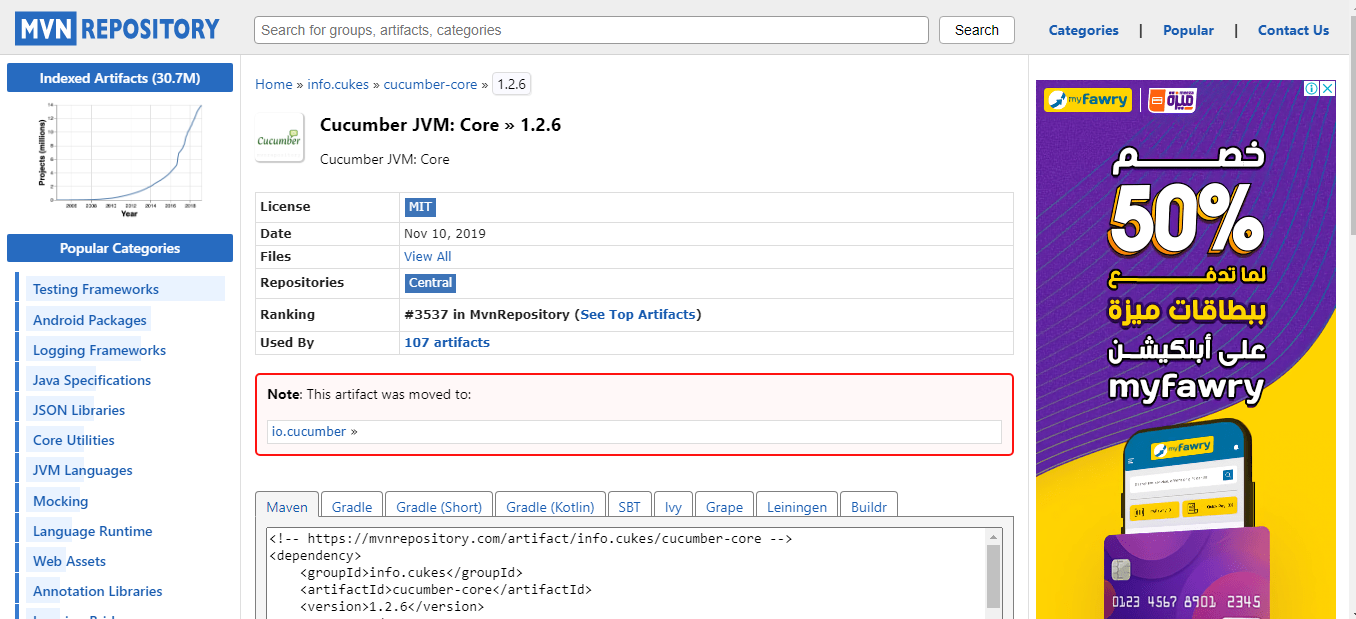 MVN REPOSITORY
Search for groups, artifacts, categories
Search
Categories | Popular | Contact Us
Indexed Artifacts (30.7M)
Projects (millions)
Year
Popular Categories
Testing Frameworks
Android Packages
Logging Frameworks
Java Specifications
JSON Libraries
Core Utilities
JVM Languages
Mocking
Language Runtime
Web Assets
Annotation Libraries
Home » info.cukes » cucumber-core » 1.2.6
Cucumber
Cucumber JVM: Core » 1.2.6
Cucumber JVM: Core
License MIT
Date Nov 10, 2019
Files View All
Repositories Central
Ranking #3537 in MvnRepository (See Top Artifacts)
Used By 107 artifacts
Note: This artifact was moved to:
io.cucumber »
Maven Gradle Gradle (Short) Gradle (Kotlin) SBT Ivy Grape Leiningen Buildr
<!-- https://mvnrepository.com/artifact/info.cukes/cucumber-core -->
<dependency>
<groupId>info.cukes</groupId>
<artifactId>cucumber-core</artifactId>
<version>1.2.6</version>
myfawry
ميزة
خصم
50%
لما تدفع
ببطاقات ميزة
على أبلكيشن
myfawry
myfawry
0123 4567 8901 2345